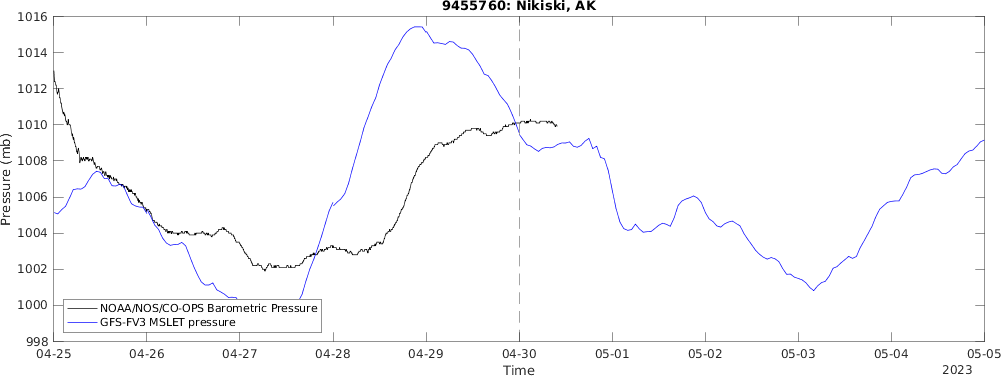 9455760: Nikiski, AK
1016
1014
1012
1010
1008
1006
1004
1002
1000
998
Pressure (mb)
NOAA/NOS/CO-OPS Barometric Pressure
GFS-FV3 MSLET pressure
04-25 04-26 04-27 04-28 04-29 04-30 05-01 05-02 05-03 05-04 05-05
Time
2023